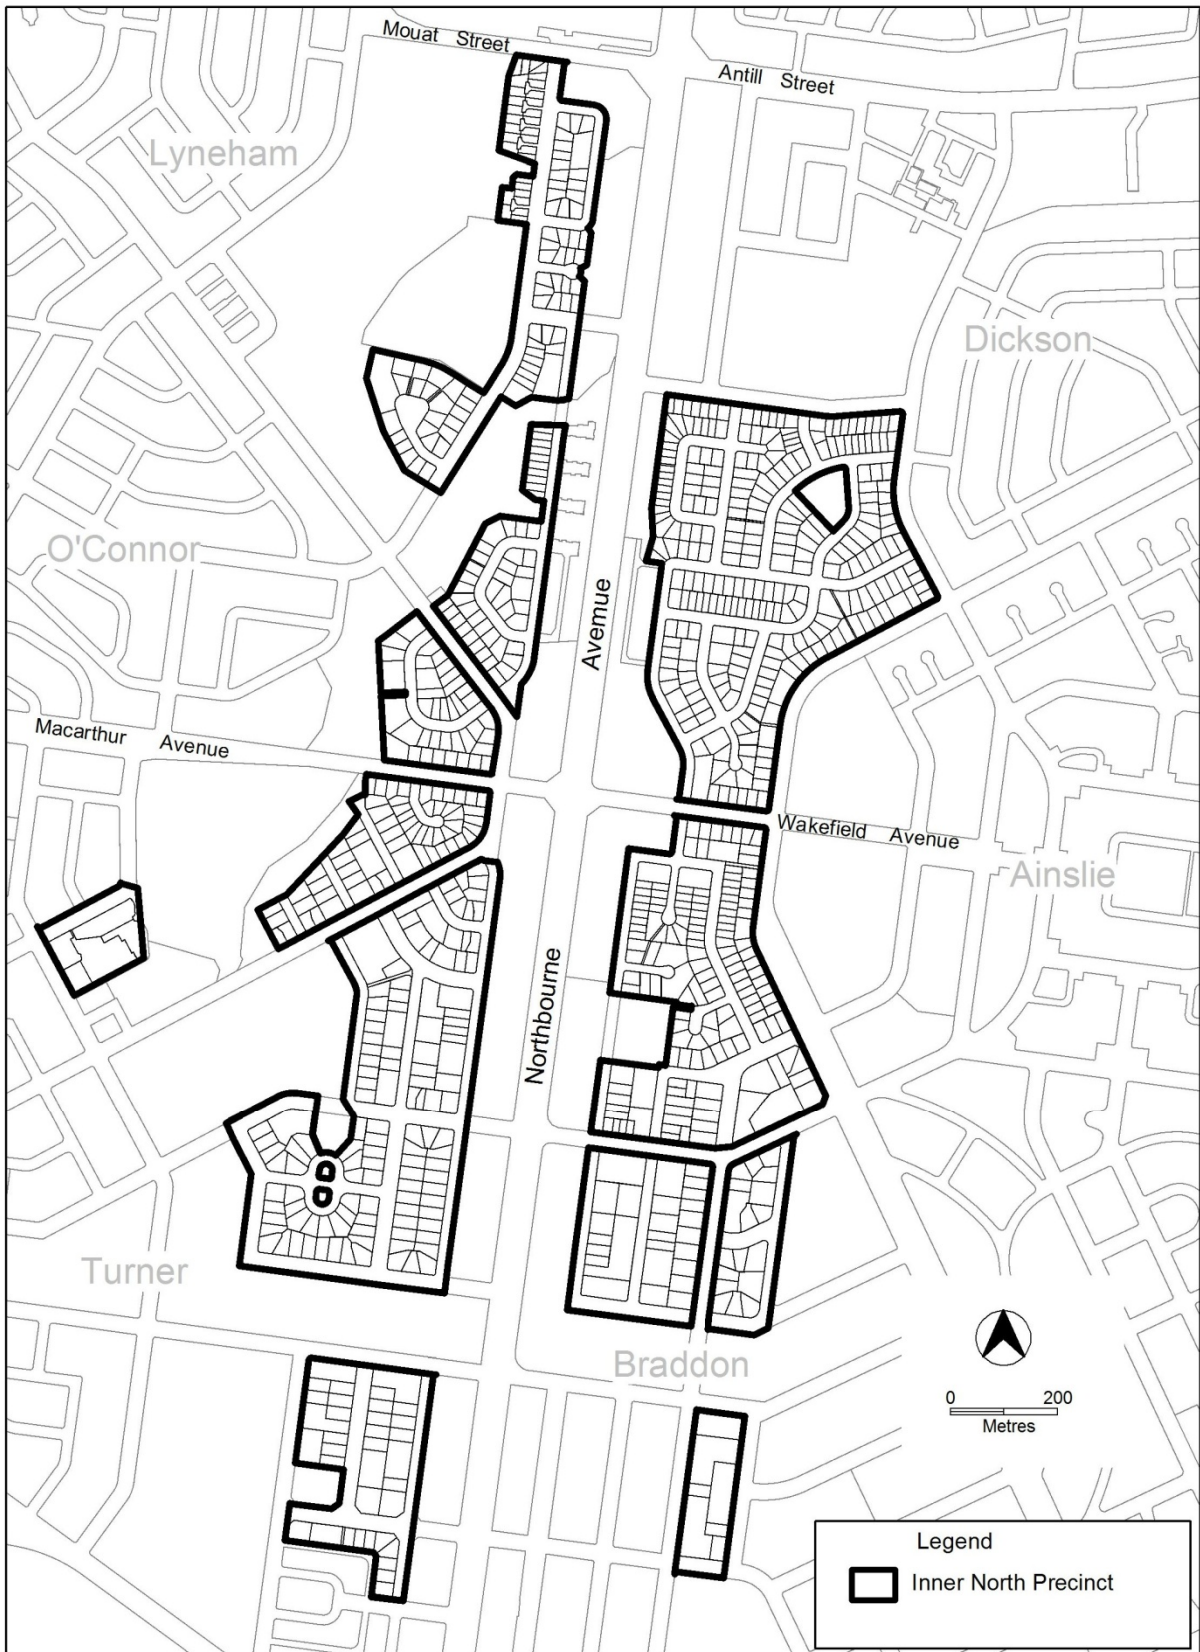 Mouat Street
Antill Street
Lyneham
Dickson
O'Connor
Avemue
Macarthur Avenue
Wakefield Avenue
Ainslie
Northbourne
Turner
Braddon
0 200
Metres
Legend
Inner North Precinct